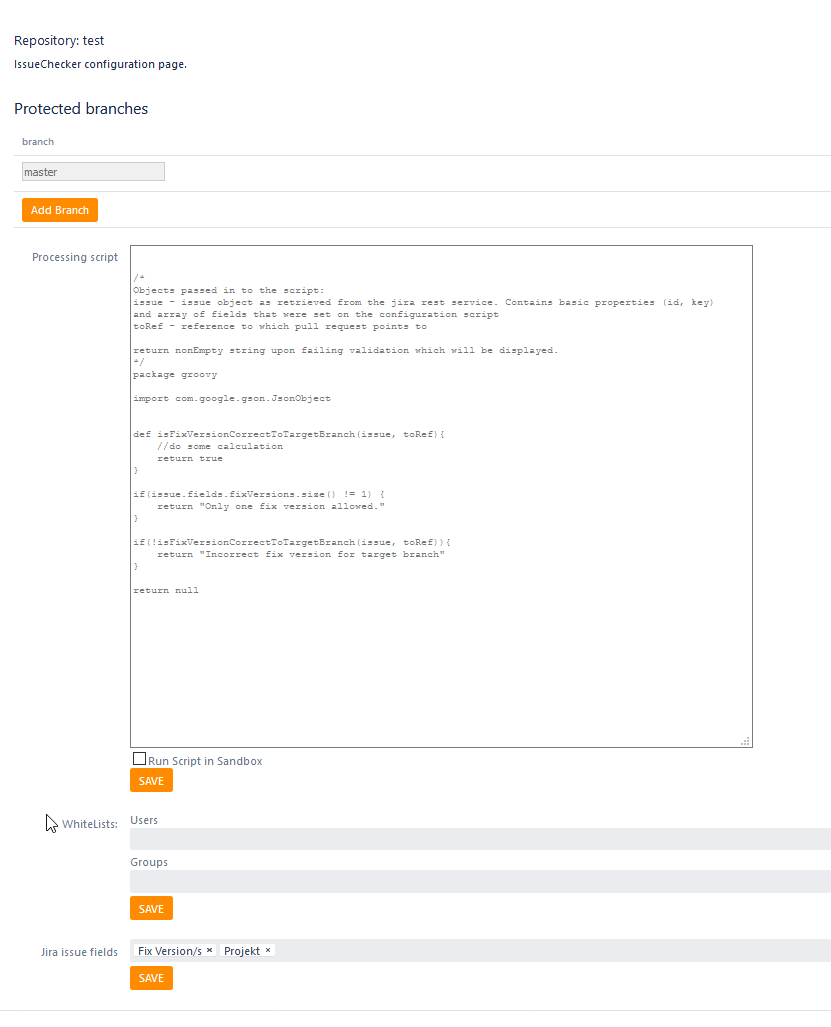 Repository: test
IssueChecker configuration page.
Protected branches
branch
master
Add Branch
Processing script
/*
Objects passed in to the script:
issue - issue object as retrieved from the jira rest service. Contains basic properties (id, key)
and array of fields that were set on the configuration script
toRef - reference to which pull request points to
return nonEmpty string upon failing validation which will be displayed.
*/
package groovy
import com.google.gson.JsonObject
def isFixVersionCorrectToTargetBranch(issue, toRef){
//do some calculation
return true
}
if(issue.fields.fixVersions.size() != 1) {
return "Only one fix version allowed."
}
if(!isFixVersionCorrectToTargetBranch(issue, toRef)){
return "Incorrect fix version for target branch"
}
return null
Run Script in Sandbox
SAVE
WhiteLists:
Users
Groups
SAVE
Jira issue fields
Fix Version/s × Projekt ×
SAVE